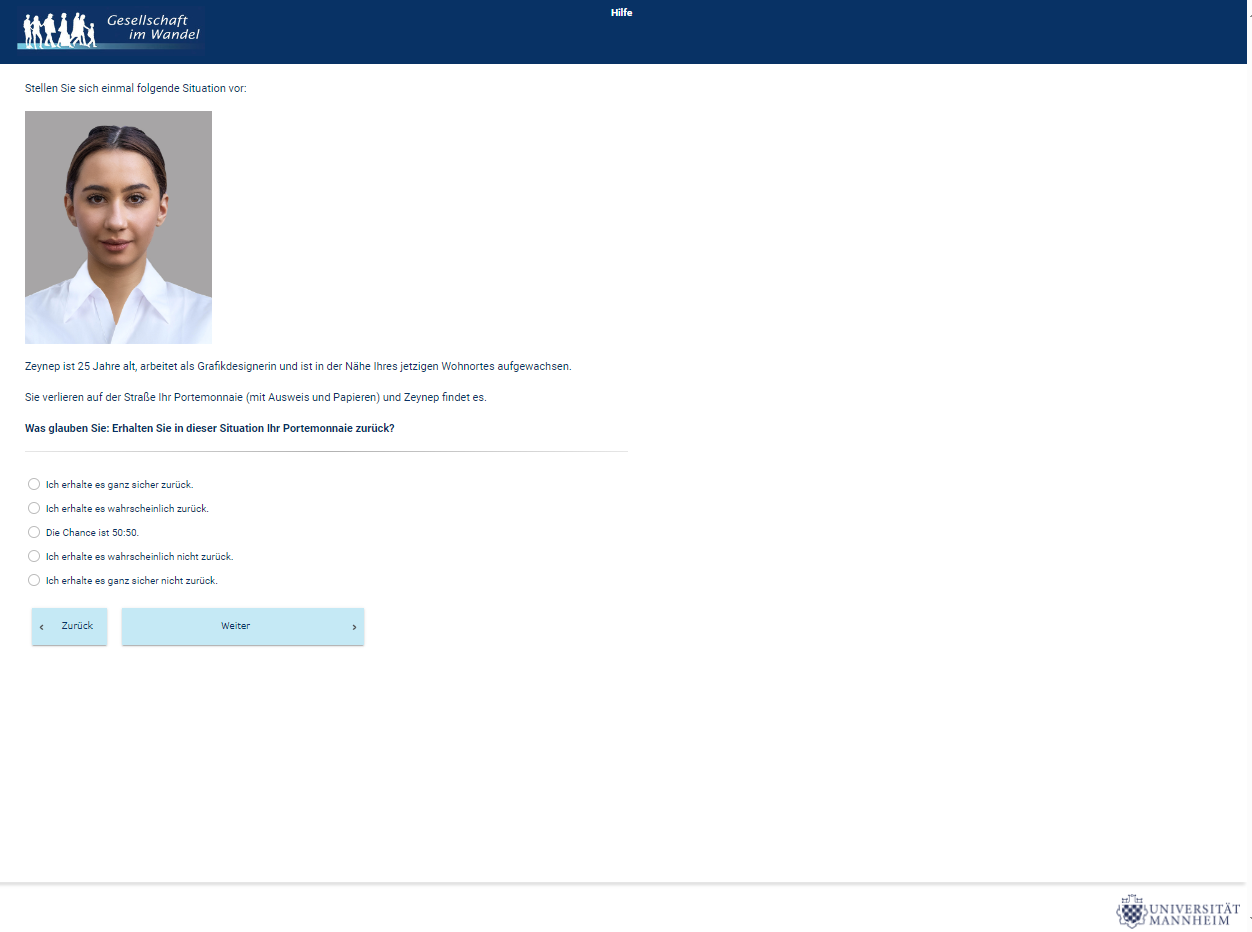 Gesellschaft
im Wandel
Hilfe
Stellen Sie sich einmal folgende Situation vor:
Zeynep ist 25 Jahre alt, arbeitet als Grafikdesignerin und ist in der Nähe Ihres jetzigen Wohnortes aufgewachsen.
Sie verlieren auf der Straße Ihr Portemonnaie (mit Ausweis und Papieren) und Zeynep findet es.
Was glauben Sie: Erhalten Sie in dieser Situation Ihr Portemonnaie zurück?
Ich erhalte es ganz sicher zurück.
Ich erhalte es wahrscheinlich zurück.
Die Chance ist 50:50.
Ich erhalte es wahrscheinlich nicht zurück.
Ich erhalte es ganz sicher nicht zurück.
‹ Zurück
Weiter ›
UNIVERSITÄT
MANNHEIM